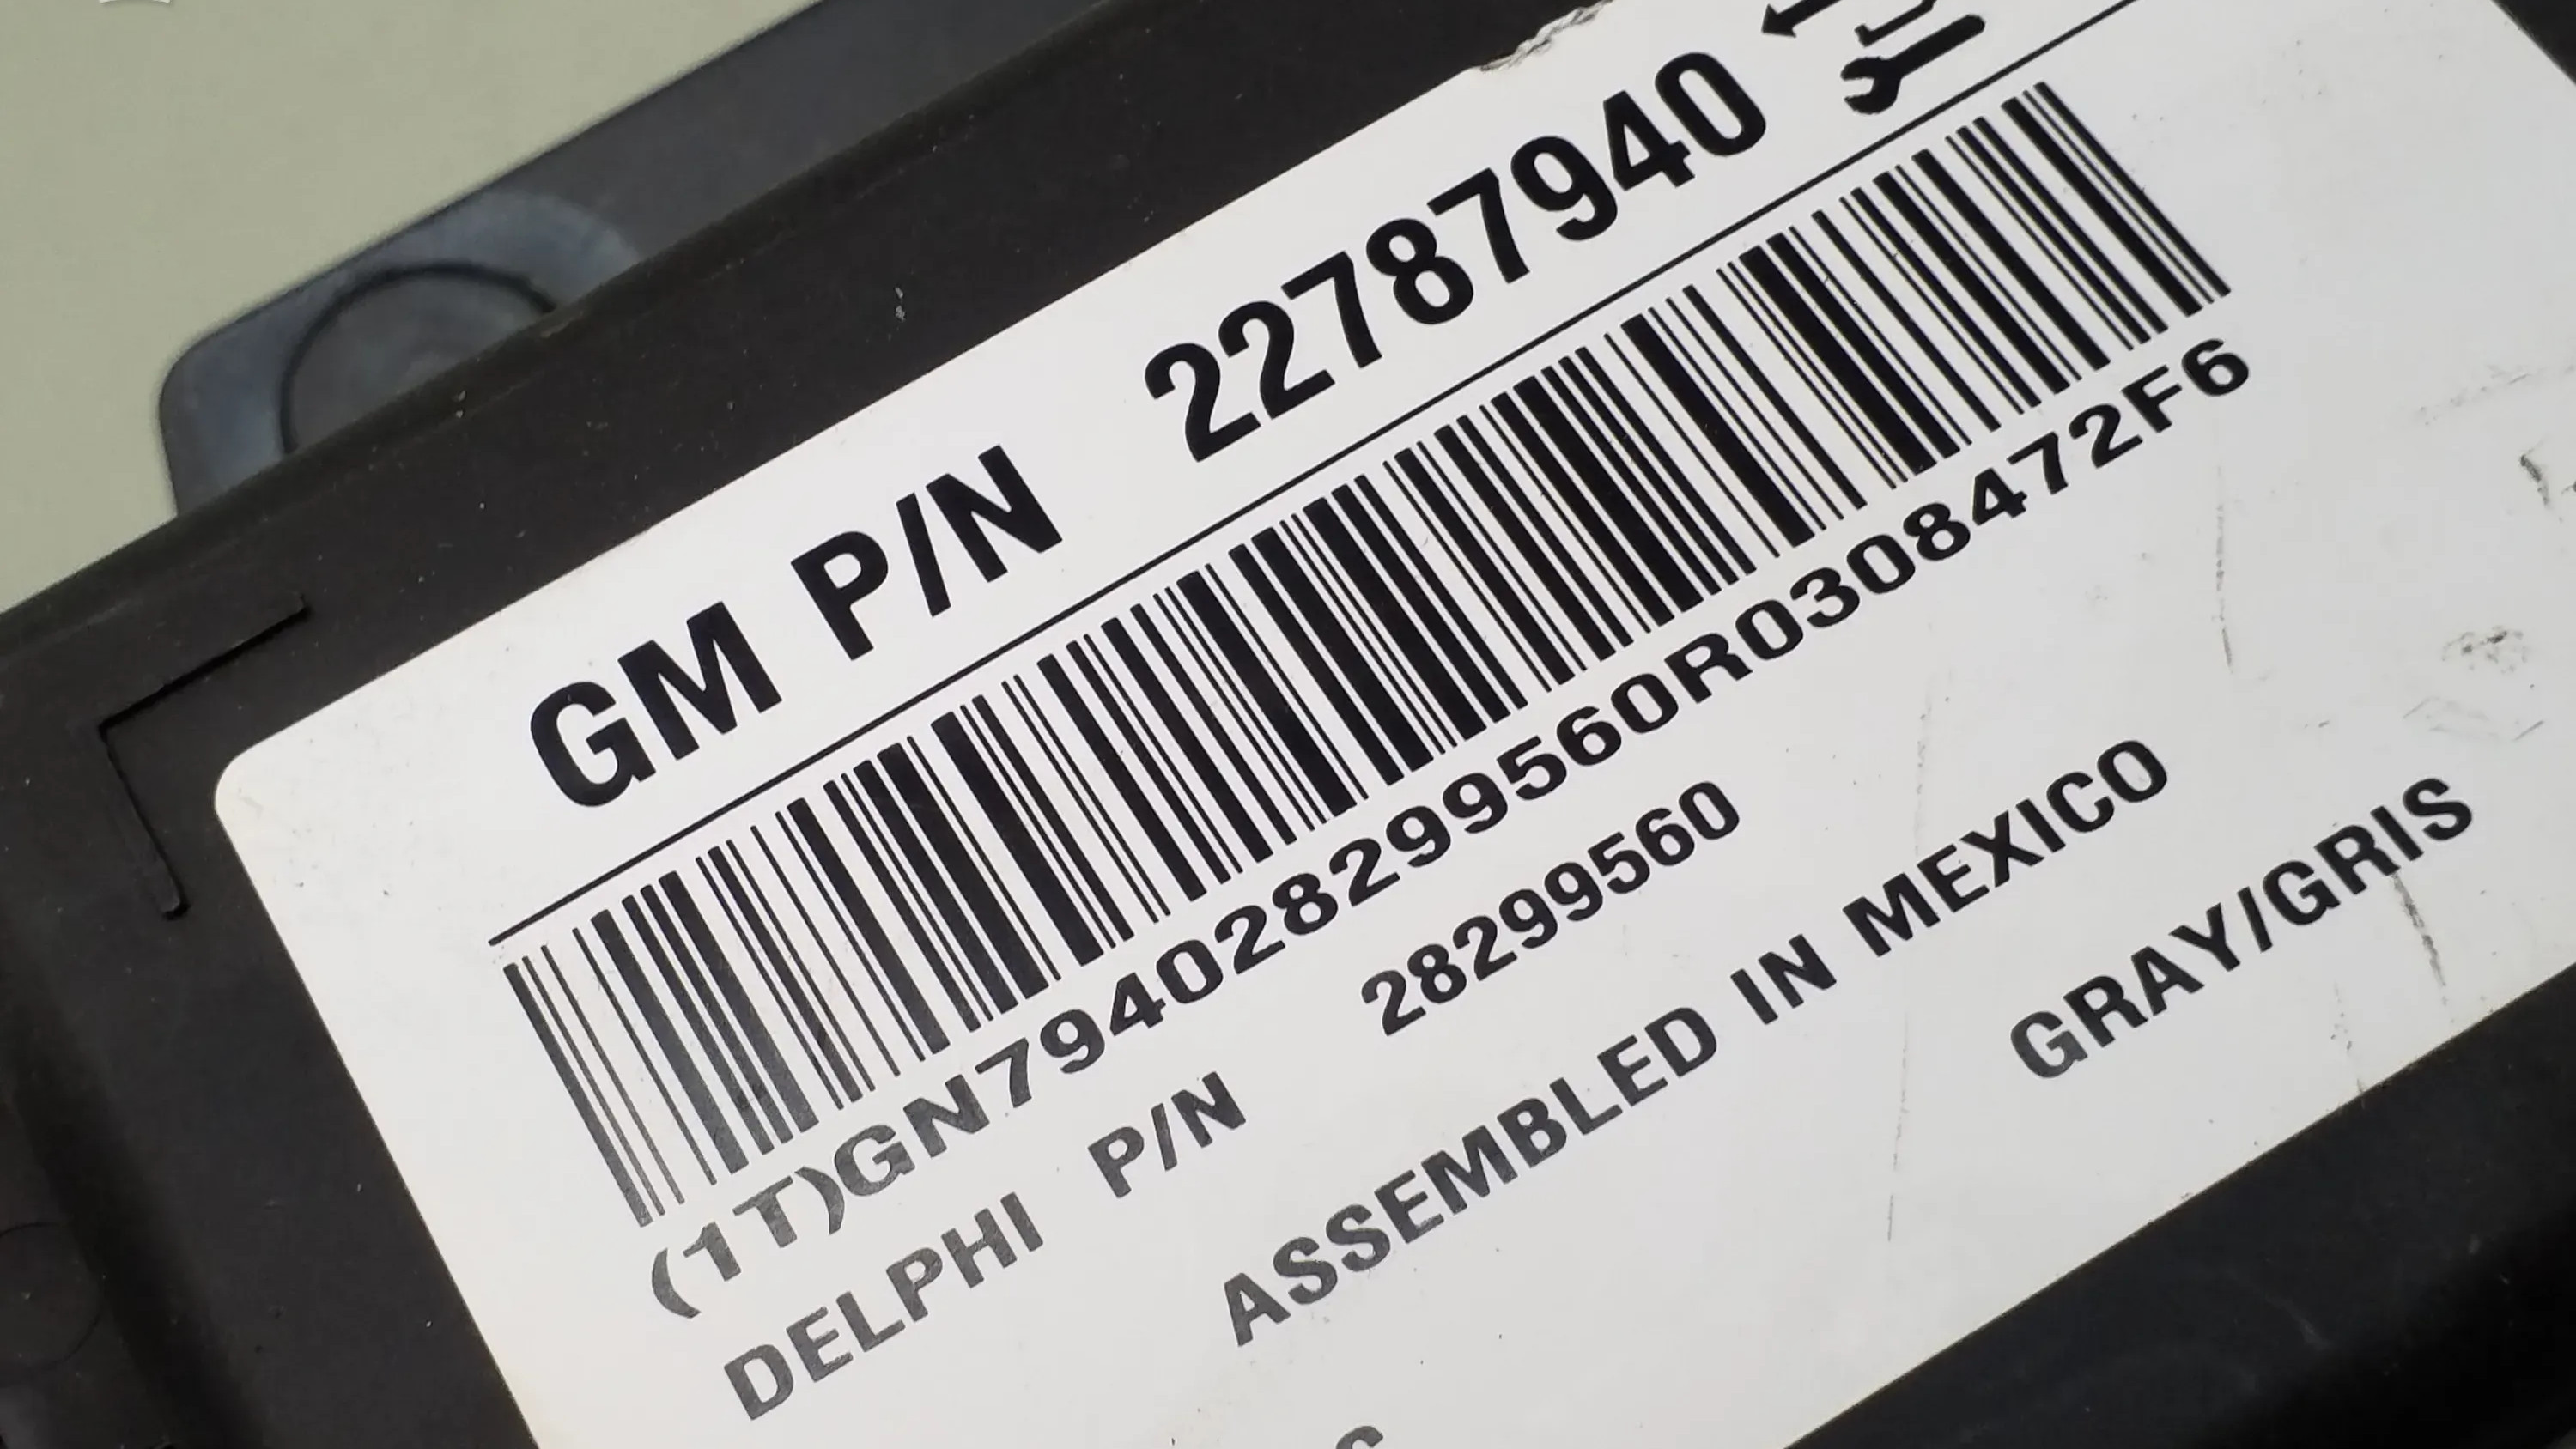 GM P/N 22787940
(1T)GN794028299560R0308472F6
DELPHI P/N 28299560
ASSEMBLED IN MEXICO
GRAY/GRIS